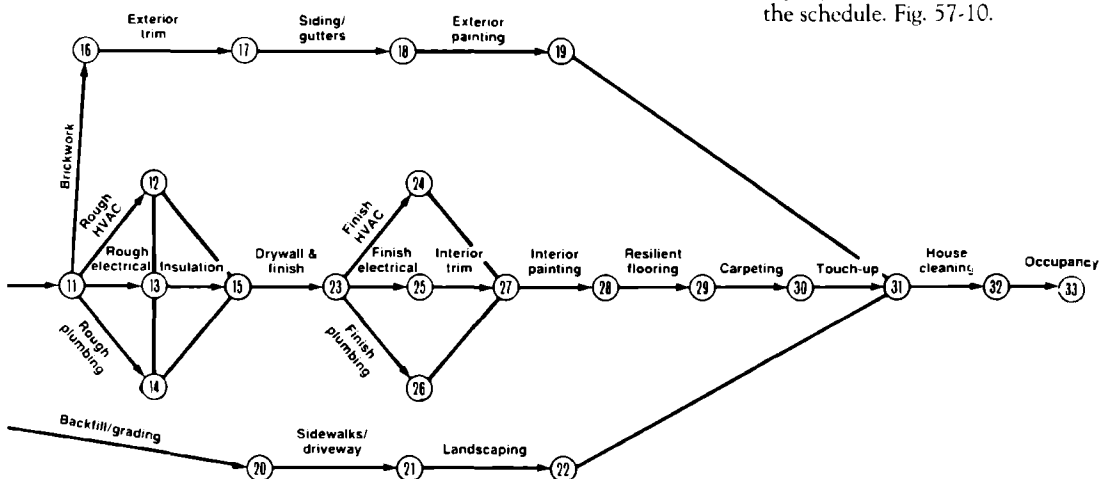 the schedule. Fig. 57-10.
Exterior
trim
Siding/
gutters
Exterior
painting
16
17
18
19
Brickwork
12
24
Rough
HVAC
Finish
HVAC
Rough
electrical
Insulation
Drywall &
finish
Finish
electrical
Interior
trim
Interior
painting
Resilient
flooring
Carpeting
Touch-up
House
cleaning
Occupancy
11
13
15
23
25
27
28
29
30
31
32
33
Rough
plumbing
Finish
plumbing
14
26
Backfill/grading
Sidewalks/
driveway
Landscaping
20
21
22